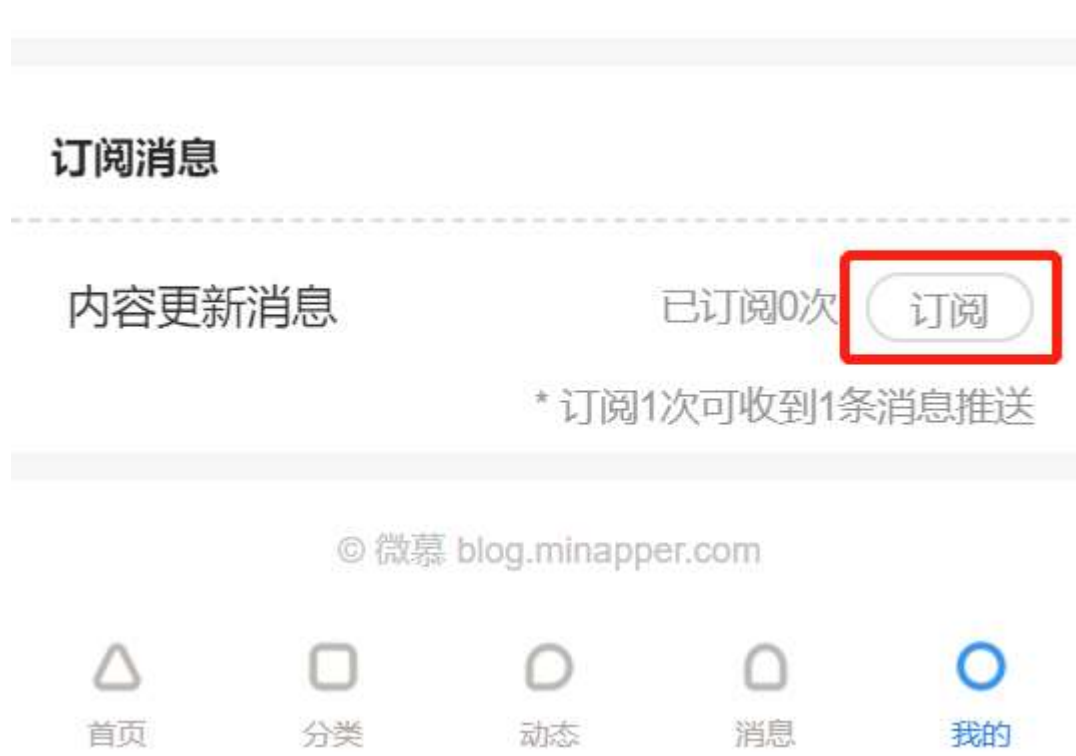 订阅消息
内容更新消息 已订阅0次 订阅
* 订阅1次可收到1条消息推送
© 微慕 blog.minapper.com
首页 分类 动态 消息 我的